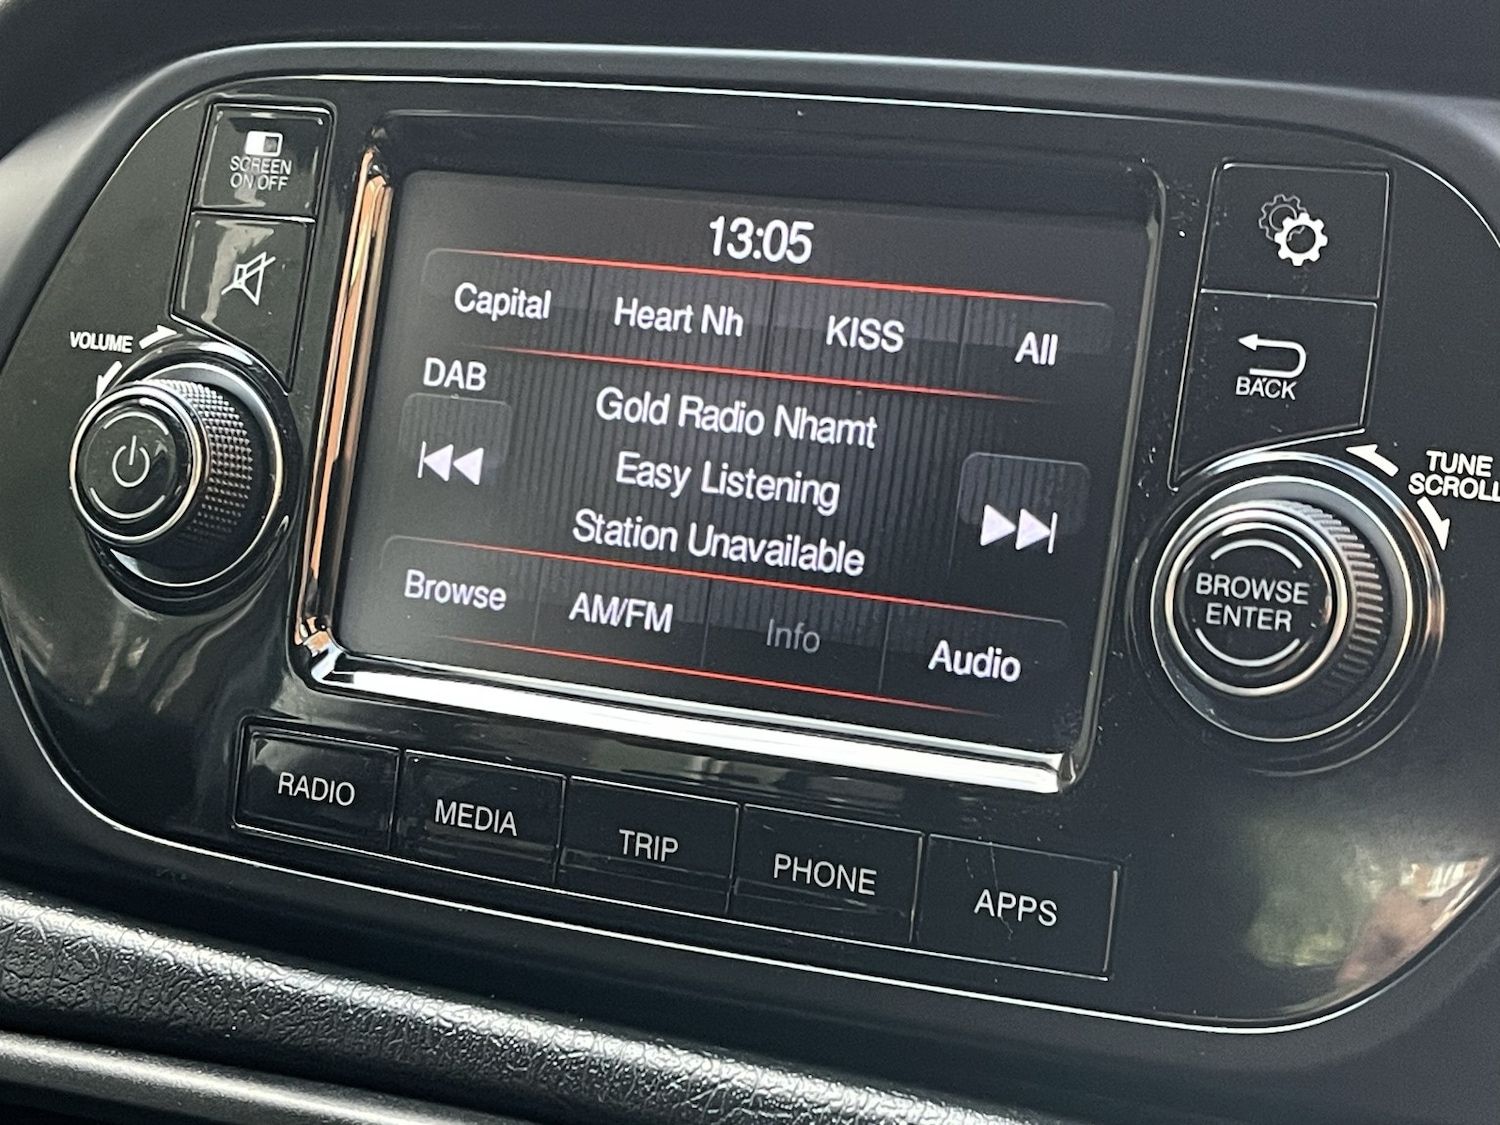 SCREEN
ON OFF
VOLUME
13:05
Capital Heart Nh KISS All
DAB
Gold Radio Nhamt
Easy Listening
Station Unavailable
Browse AM/FM Info Audio
BACK
TUNE
SCROLL
BROWSE
ENTER
RADIO MEDIA TRIP PHONE APPS